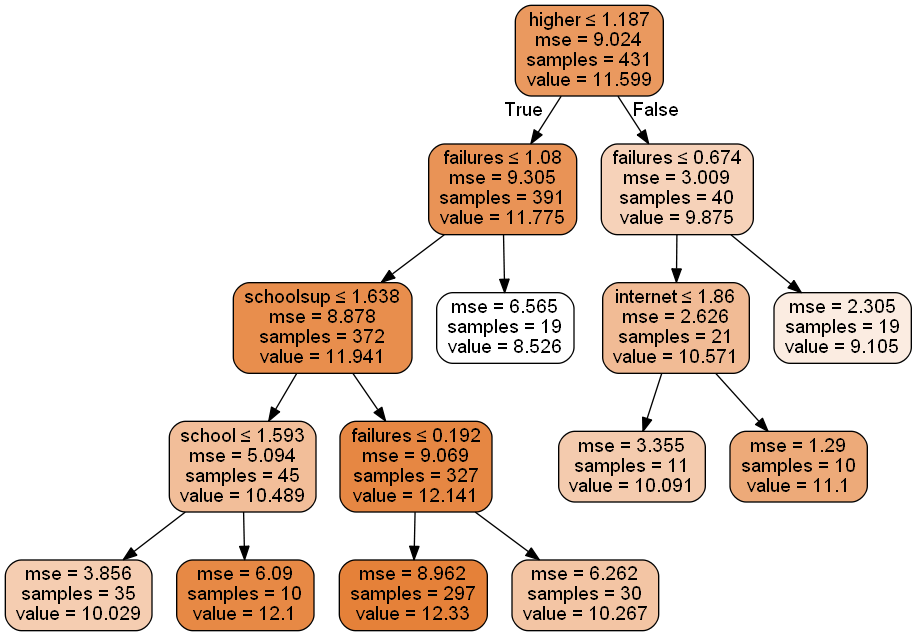 higher ≤ 1.187
mse = 9.024
samples = 431
value = 11.599
True
False
failures ≤ 1.08
mse = 9.305
samples = 391
value = 11.775
failures ≤ 0.674
mse = 3.009
samples = 40
value = 9.875
schoolsup ≤ 1.638
mse = 8.878
samples = 372
value = 11.941
mse = 6.565
samples = 19
value = 8.526
internet ≤ 1.86
mse = 2.626
samples = 21
value = 10.571
mse = 2.305
samples = 19
value = 9.105
school ≤ 1.593
mse = 5.094
samples = 45
value = 10.489
failures ≤ 0.192
mse = 9.069
samples = 327
value = 12.141
mse = 3.355
samples = 11
value = 10.091
mse = 1.29
samples = 10
value = 11.1
mse = 3.856
samples = 35
value = 10.029
mse = 6.09
samples = 10
value = 12.1
mse = 8.962
samples = 297
value = 12.33
mse = 6.262
samples = 30
value = 10.267